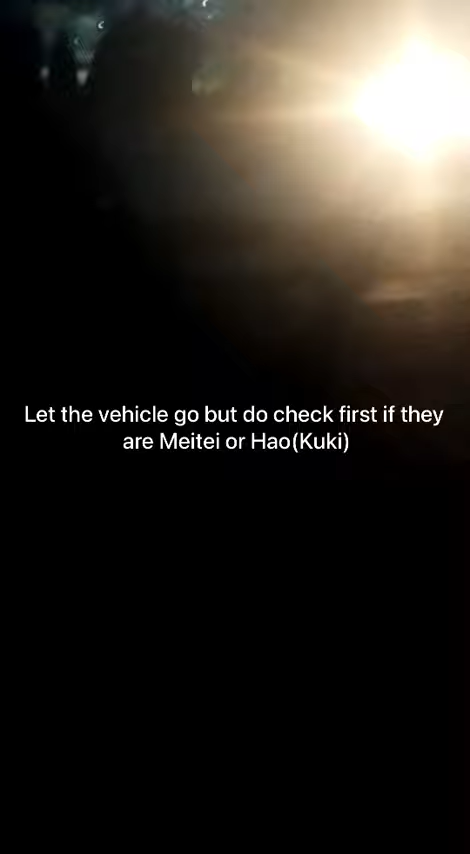 Let the vehicle go but do check first if they
are Meitei or Hao(Kuki)